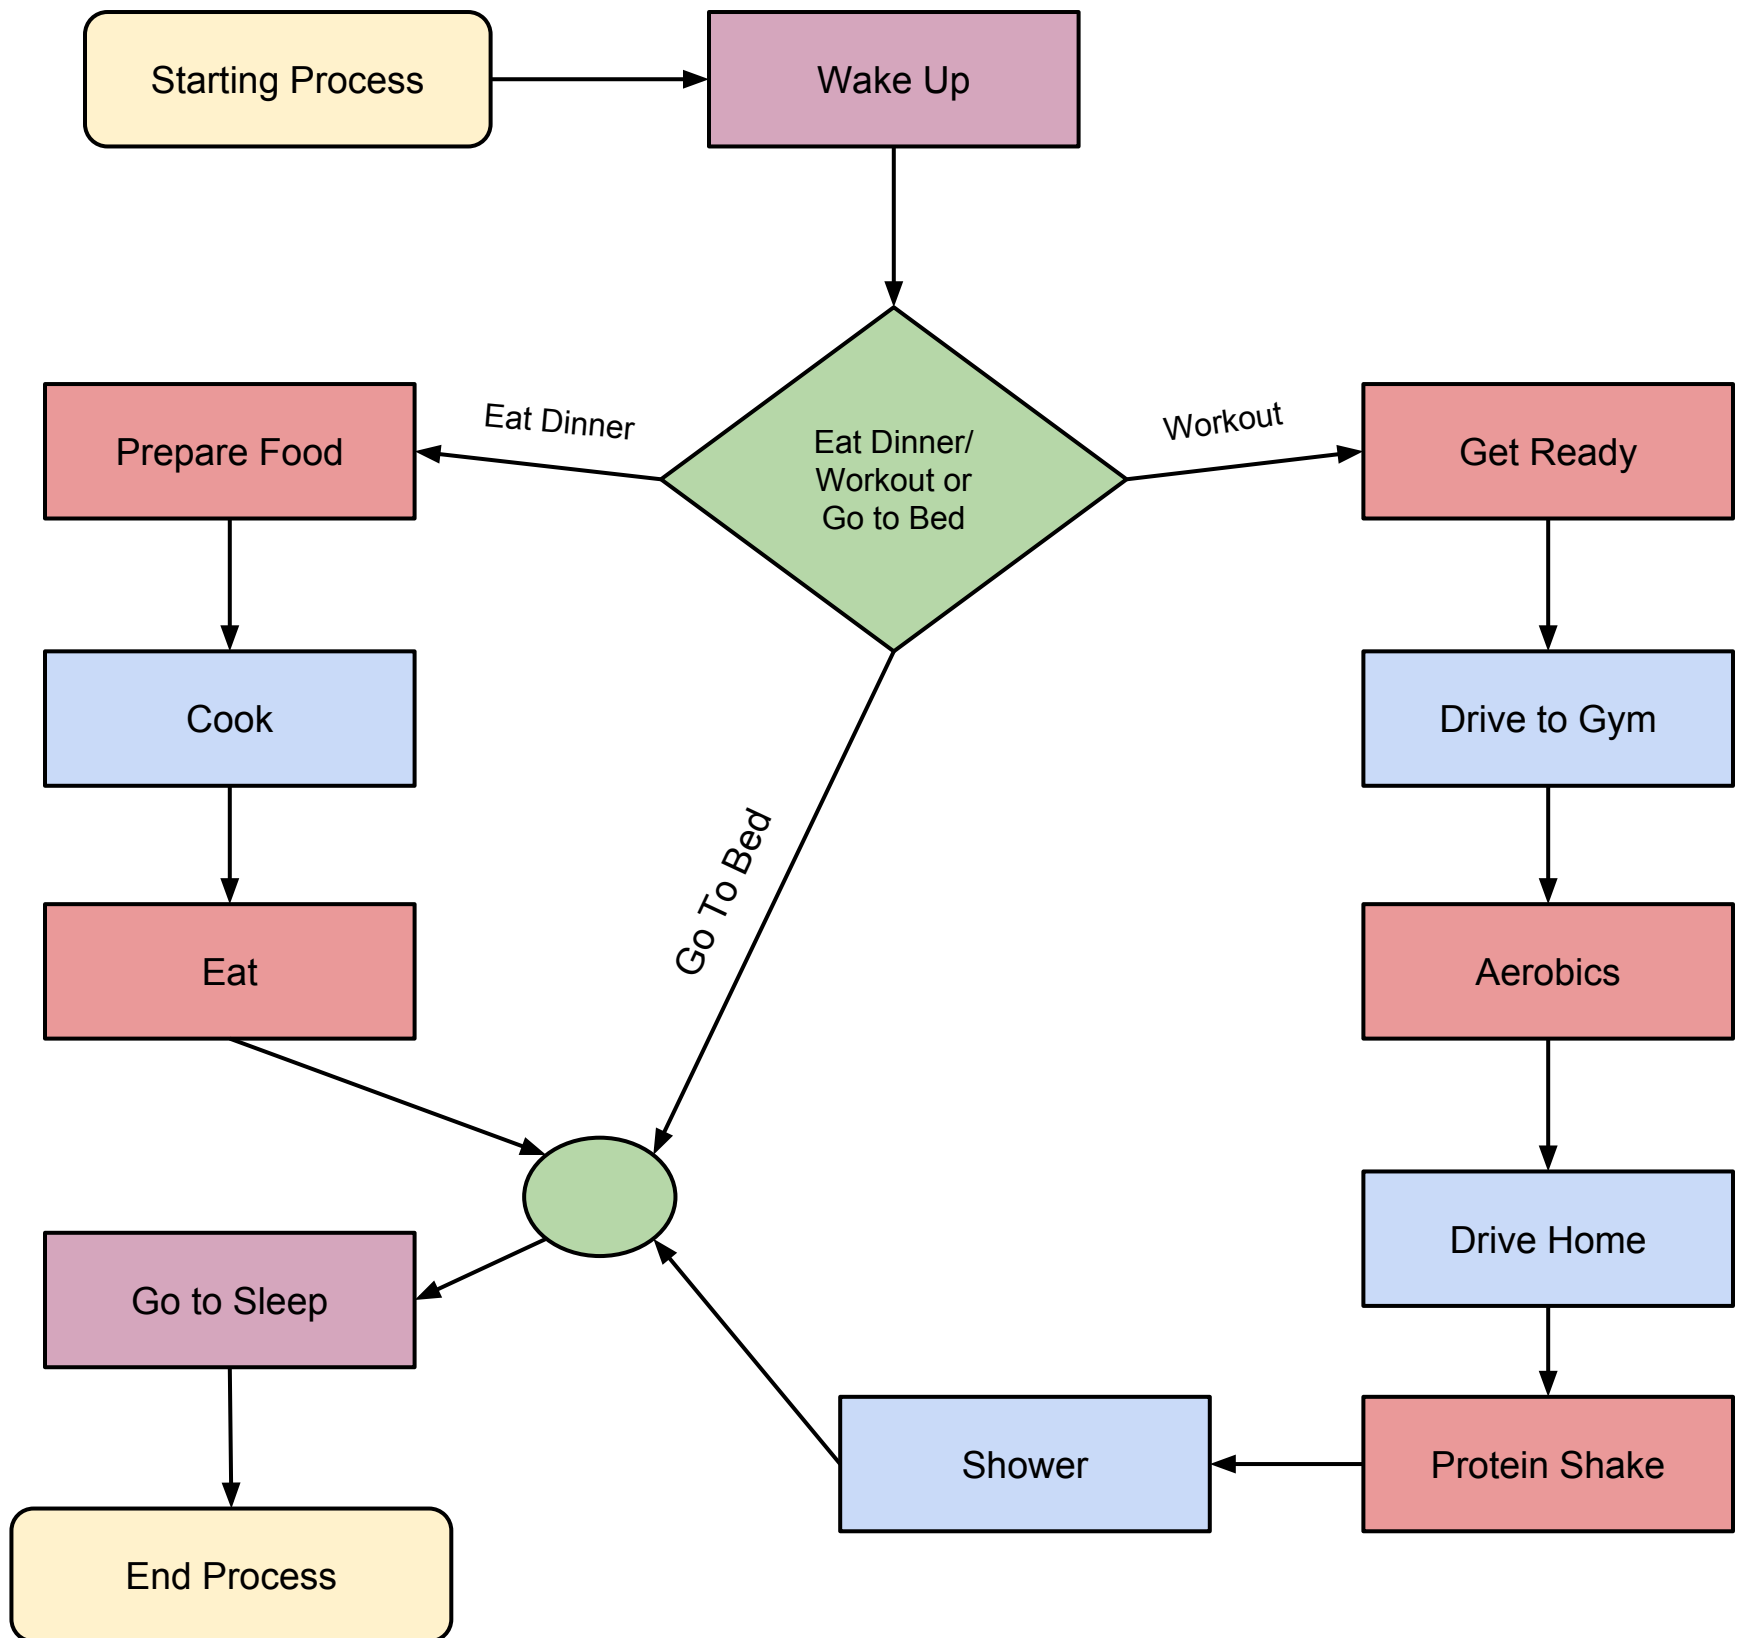 Starting Process
Wake Up
Eat Dinner
Workout
Prepare Food
Eat Dinner/
Workout or
Go to Bed
Get Ready
Cook
Drive to Gym
Go To Bed
Eat
Aerobics
Drive Home
Go to Sleep
Shower
Protein Shake
End Process